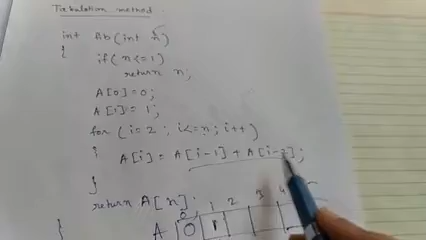 Tabulation method.
int fib(int n)
{ if(n<=1)
return n;
A[0]=0;
A[1]=1;
for (i=2; i<=n; i++)
{ A[i] = A[i-1] + A[i-2];
}
return A[n];
0 1 2 3 4
{ A 0 1